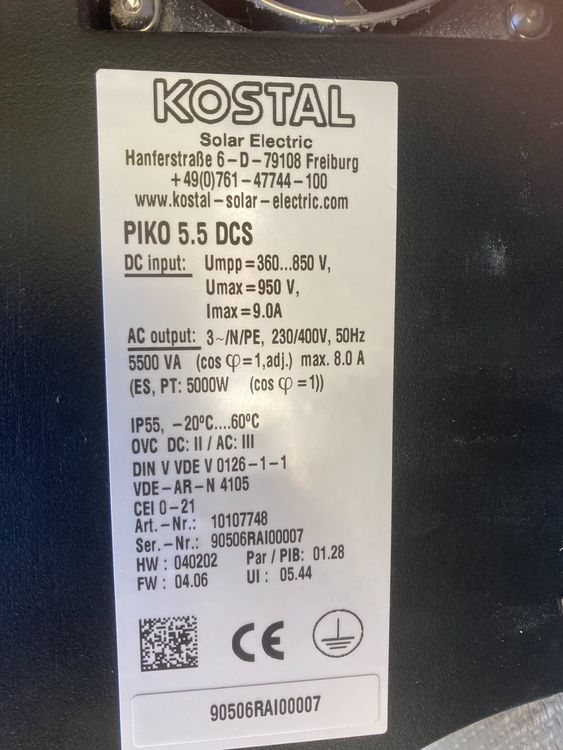 KOSTAL
Solar Electric
Hanferstraße 6-D-79108 Freiburg
+49(0)761-47744-100
www.kostal-solar-electric.com
PIKO 5.5 DCS
DC input: Umpp=360...850 V,
Umax=950 V,
Imax=9.0A
AC output: 3~/N/PE, 230/400V, 50Hz
5500 VA (cos φ=1,adj.) max. 8.0 A
(ES, PT: 5000W (cos φ=1))
IP55, -20°C....60°C
OVC DC: II / AC: III
DIN V VDE V 0126-1-1
VDE-AR-N 4105
CEI 0-21
Art.-Nr.: 10107748
Ser.-Nr.: 90506RAI00007
HW : 040202 Par / PIB: 01.28
FW : 04.06 UI : 05.44
CE
90506RAI00007